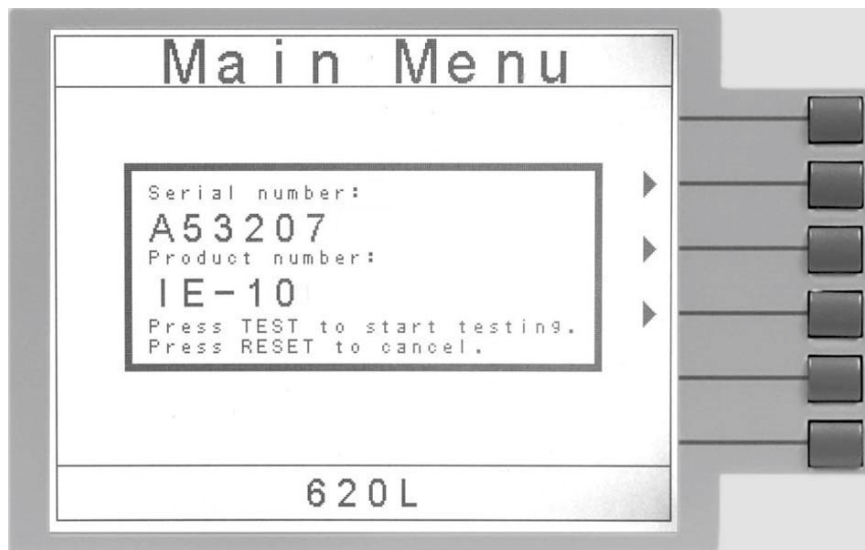 Main Menu
Serial number:
A53207
Product number:
IE-10
Press TEST to start testing.
Press RESET to cancel.
620L